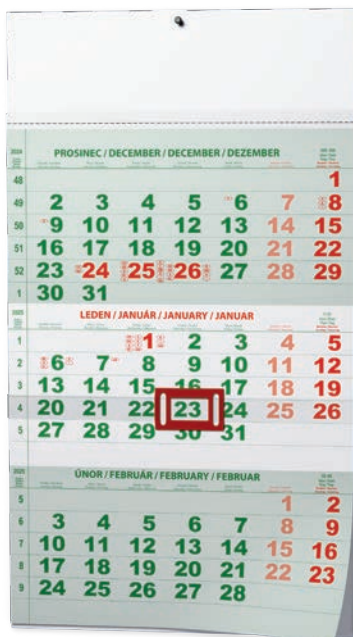 2024 PROSINEC / DECEMBER / DECEMBER / DEZEMBER
48 1
49 2 3 4 5 6 7 8
50 9 10 11 12 13 14 15
51 16 17 18 19 20 21 22
52 23 24 25 26 27 28 29
1 30 31
2025 LEDEN / JANUÁR / JANUARY / JANUAR
1 1 2 3 4 5
2 6 7 8 9 10 11 12
3 13 14 15 16 17 18 19
4 20 21 22 23 24 25 26
5 27 28 29 30 31
2025 ÚNOR / FEBRUÁR / FEBRUARY / FEBRUAR
5 1 2
6 3 4 5 6 7 8 9
7 10 11 12 13 14 15 16
8 17 18 19 20 21 22 23
9 24 25 26 27 28